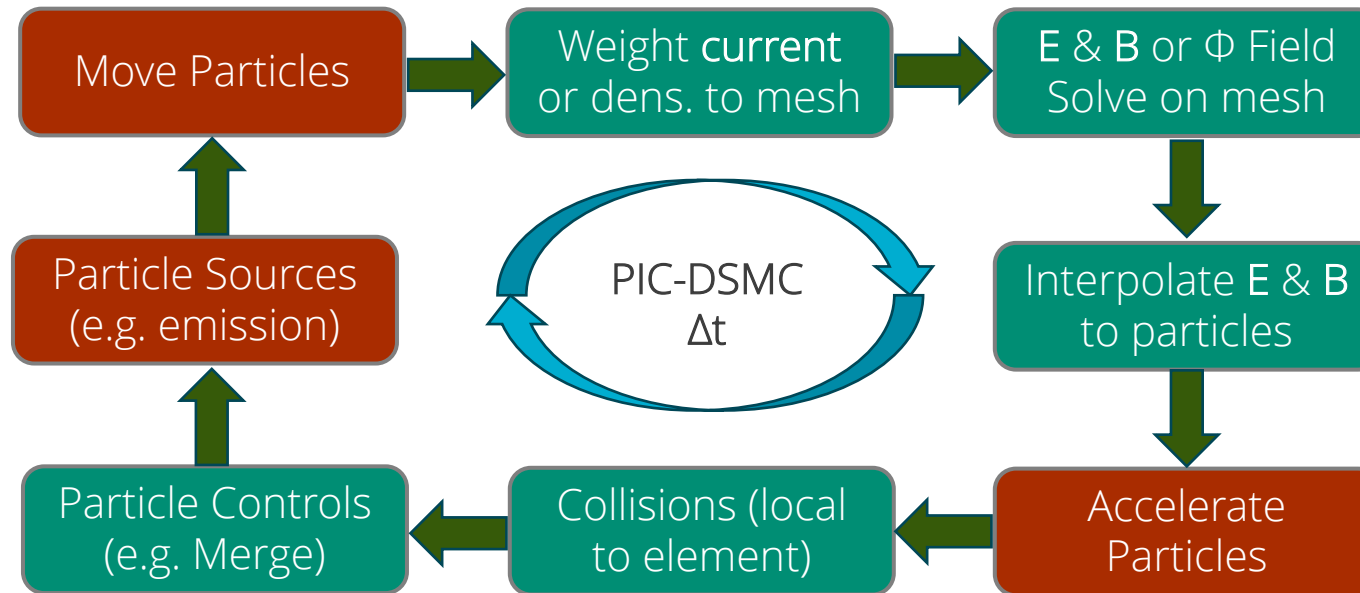 Move Particles
Weight current
or dens. to mesh
E & B or Φ Field
Solve on mesh
Particle Sources
(e.g. emission)
PIC-DSMC
Δt
Interpolate E & B
to particles
Particle Controls
(e.g. Merge)
Collisions (local
to element)
Accelerate
Particles